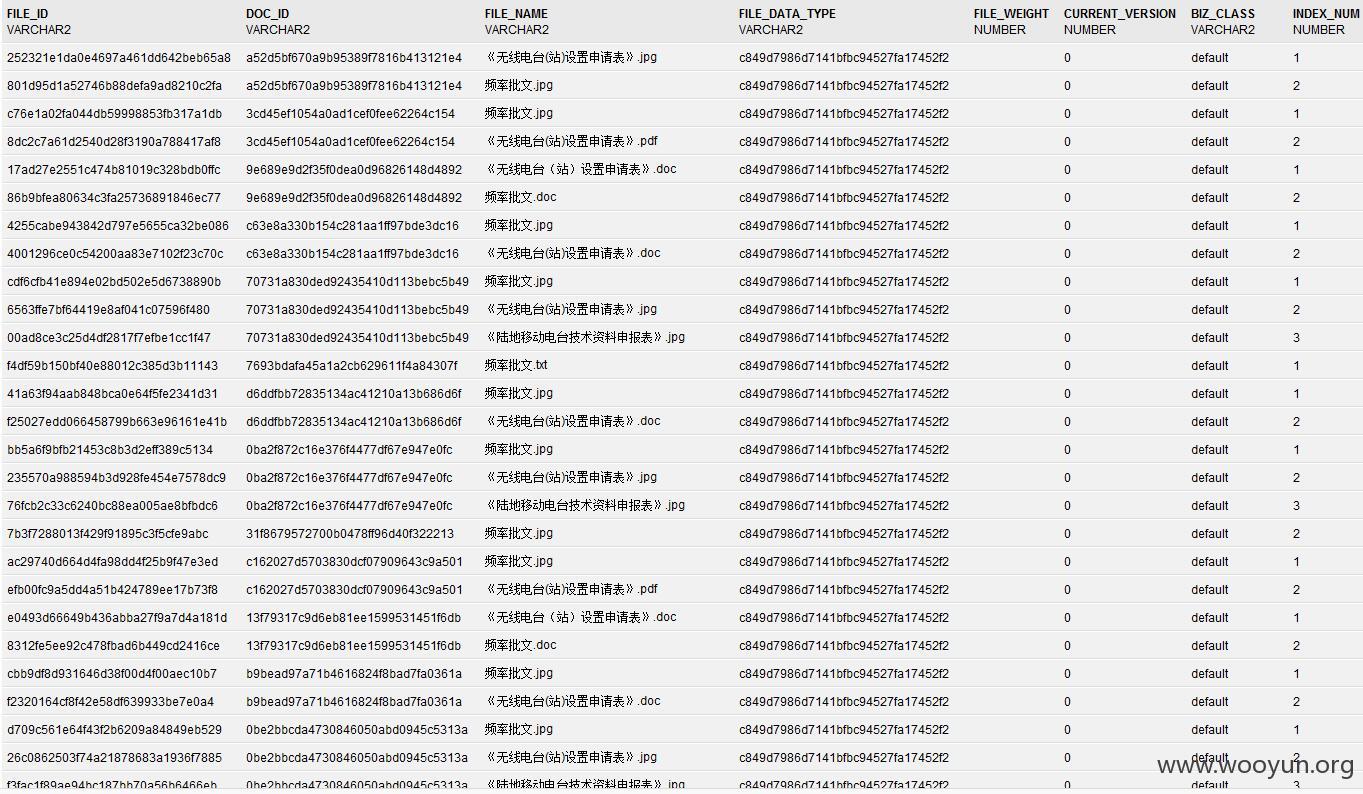 FILE_ID DOC_ID FILE_NAME FILE_DATA_TYPE FILE_WEIGHT CURRENT_VERSION BIZ_CLASS INDEX_NUM
VARCHAR2 VARCHAR2 VARCHAR2 VARCHAR2 NUMBER NUMBER VARCHAR2 NUMBER
252321e1da0e4697a461dd642beb65a8 a52d5bf670a9b95389f7816b413121e4 《无线电台(站)设置申请表》.jpg c849d7986d7141bfbc94527fa17452f2 0 default 1
801d95d1a52746b88defa9ad8210c2fa a52d5bf670a9b95389f7816b413121e4 频率批文.jpg c849d7986d7141bfbc94527fa17452f2 0 default 2
c76e1a02fa044db59998853fb317a1db 3cd45ef1054a0ad1cef0fee62264c154 频率批文.jpg c849d7986d7141bfbc94527fa17452f2 0 default 1
8dc2c7a61d2540d28f3190a788417af8 3cd45ef1054a0ad1cef0fee62264c154 《无线电台(站)设置申请表》.pdf c849d7986d7141bfbc94527fa17452f2 0 default 2
17ad27e2551c474b81019c328bdb0ffc 9e689e9d2f35f0dea0d96826148d4892 《无线电台（站）设置申请表》.doc c849d7986d7141bfbc94527fa17452f2 0 default 1
86b9bfea80634c3fa25736891846ec77 9e689e9d2f35f0dea0d96826148d4892 频率批文.doc c849d7986d7141bfbc94527fa17452f2 0 default 2
4255cabe943842d797e5655ca32be086 c63e8a330b154c281aa1ff97bde3dc16 频率批文.jpg c849d7986d7141bfbc94527fa17452f2 0 default 1
4001296ce0c54200aa83e7102f23c70c c63e8a330b154c281aa1ff97bde3dc16 《无线电台(站)设置申请表》.doc c849d7986d7141bfbc94527fa17452f2 0 default 2
cdf6cfb41e894e02bd502e5d6738890b 70731a830ded92435410d113bebc5b49 频率批文.jpg c849d7986d7141bfbc94527fa17452f2 0 default 1
6563ffe7bf64419e8af041c07596f480 70731a830ded92435410d113bebc5b49 《无线电台(站)设置申请表》.jpg c849d7986d7141bfbc94527fa17452f2 0 default 2
00ad8ce3c25d4df2817f7efbe1cc1f47 70731a830ded92435410d113bebc5b49 《陆地移动电台技术资料申报表》.jpg c849d7986d7141bfbc94527fa17452f2 0 default 3
f4df59b150bf40e88012c385d3b11143 7693bdafa45a1a2cb629611f4a84307f 频率批文.txt c849d7986d7141bfbc94527fa17452f2 0 default 1
41a63f94aab848bca0e64f5fe2341d31 d6ddfbb72835134ac41210a13b686d6f 频率批文.jpg c849d7986d7141bfbc94527fa17452f2 0 default 1
f25027edd066458799b663e96161e41b d6ddfbb72835134ac41210a13b686d6f 《无线电台(站)设置申请表》.doc c849d7986d7141bfbc94527fa17452f2 0 default 2
bb5a6f9bfb21453c8b3d2eff389c5134 0ba2f872c16e376f4477df67e947e0fc 频率批文.jpg c849d7986d7141bfbc94527fa17452f2 0 default 1
235570a988594b3d928fe454e7578dc9 0ba2f872c16e376f4477df67e947e0fc 《无线电台(站)设置申请表》.jpg c849d7986d7141bfbc94527fa17452f2 0 default 2
76fcb2c33c6240bc88ea005ae8bfbdc6 0ba2f872c16e376f4477df67e947e0fc 《陆地移动电台技术资料申报表》.jpg c849d7986d7141bfbc94527fa17452f2 0 default 3
7b3f7288013f429f91895c3f5cfe9abc 31f8679572700b0478ff96d40f322213 频率批文.jpg c849d7986d7141bfbc94527fa17452f2 0 default 2
ac29740d664d4fa98dd4f25b9f47e3ed c162027d5703830dcf07909643c9a501 频率批文.jpg c849d7986d7141bfbc94527fa17452f2 0 default 1
efb00fc9a5dd4a51b424789ee17b73f8 c162027d5703830dcf07909643c9a501 《无线电台(站)设置申请表》.pdf c849d7986d7141bfbc94527fa17452f2 0 default 2
e0493d66649b436abba27f9a7d4a181d 13f79317c9d6eb81ee1599531451f6db 《无线电台（站）设置申请表》.doc c849d7986d7141bfbc94527fa17452f2 0 default 1
8312fe5ee92c478fbad6b449cd2416ce 13f79317c9d6eb81ee1599531451f6db 频率批文.doc c849d7986d7141bfbc94527fa17452f2 0 default 2
cbb9df8d931646d38f00d4f00aec10b7 b9bead97a71b4616824f8bad7fa0361a 频率批文.jpg c849d7986d7141bfbc94527fa17452f2 0 default 1
f2320164cf8f42e58df639933be7e0a4 b9bead97a71b4616824f8bad7fa0361a 《无线电台(站)设置申请表》.doc c849d7986d7141bfbc94527fa17452f2 0 default 2
d709c561e64f43f2b6209a84849eb529 0be2bbcda4730846050abd0945c5313a 频率批文.jpg c849d7986d7141bfbc94527fa17452f2 0 default 1
26c0862503f74a21878683a1936f7885 0be2bbcda4730846050abd0945c5313a 《无线电台(站)设置申请表》.jpg c849d7986d7141bfbc94527fa17452f2 0 default 2
www.wooyun.org
f3fac1f89ae94bc187bb70a56b6466eb 0be2bbcda4730846050abd0945c5313a 《陆地移动电台技术资料申报表》.jpg c849d7986d7141bfbc94527fa17452f2 0 default 3